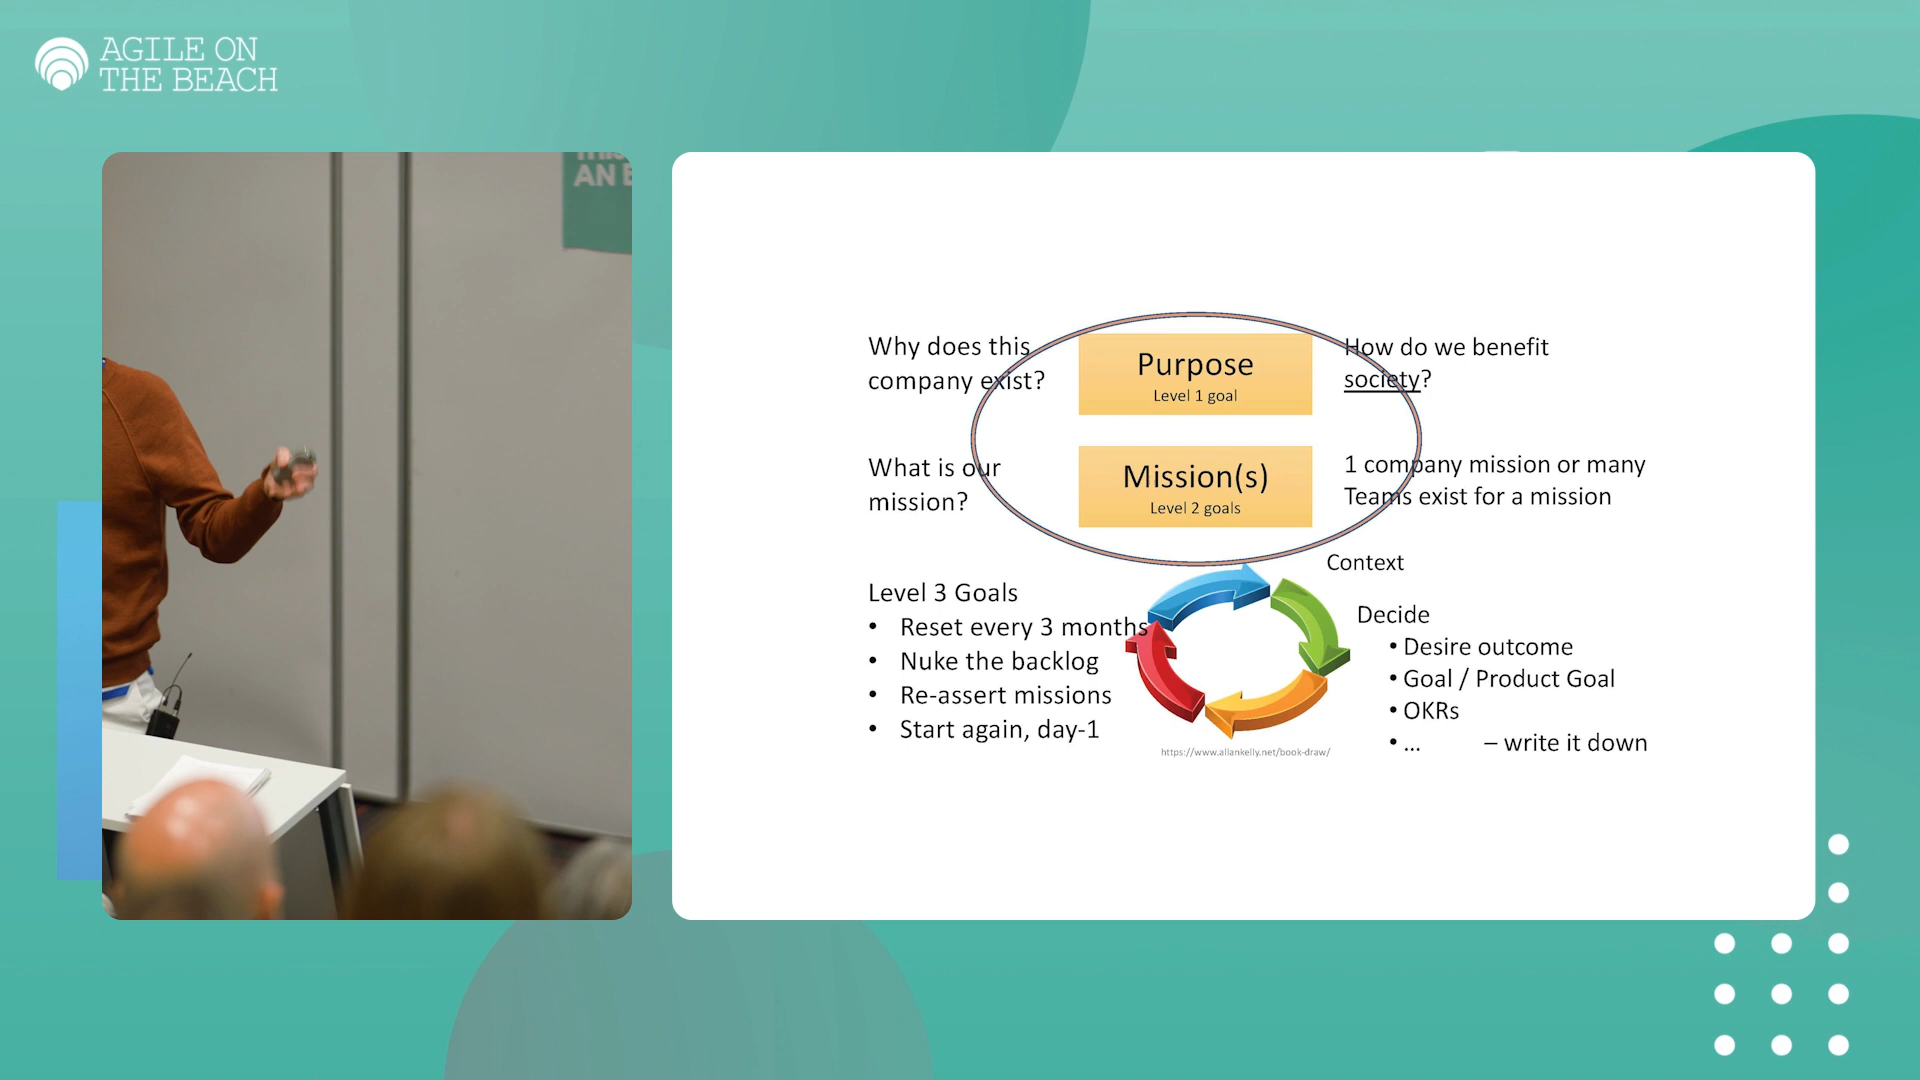 AGILE ON
THE BEACH
AN E
Why does this
company exist?
Purpose
Level 1 goal
How do we benefit
society?
What is our
mission?
Mission(s)
Level 2 goals
1 company mission or many
Teams exist for a mission
Level 3 Goals
• Reset every 3 months
• Nuke the backlog
• Re-assert missions
• Start again, day-1
Context
Decide
• Desire outcome
• Goal / Product Goal
• OKRs
• ... – write it down
https://www.allankelly.net/book-draw/